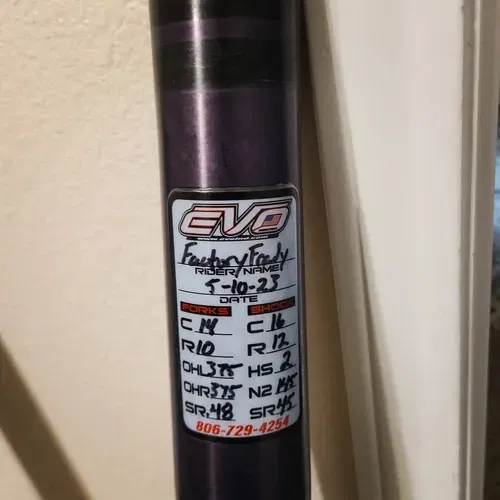 EVO
Factory Frady
RIDER NAME
5-10-23
DATE
FORKS SHOCK
C 14 C 16
R 10 R 12
OHL 375 HS 2
OHR 375 N2 145
SR .48 SR 45
806-729-4254